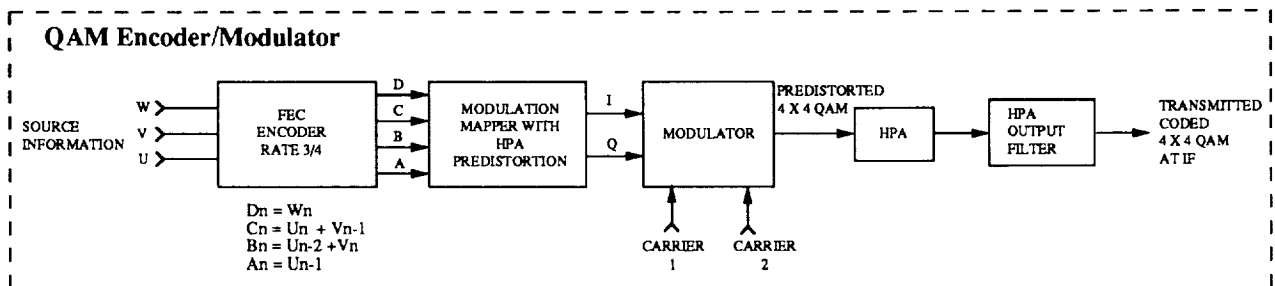 QAM Encoder/Modulator
SOURCE
INFORMATION
W
V
U
FEC
ENCODER
RATE 3/4
D
C
B
A
MODULATION
MAPPER WITH
HPA
PREDISTORTION
I
Q
MODULATOR
PREDISTORTED
4 X 4 QAM
HPA
HPA
OUTPUT
FILTER
TRANSMITTED
CODED
4 X 4 QAM
AT IF
Dn = Wn
Cn = Un + Vn-1
Bn = Un-2 +Vn
An = Un-1
CARRIER
1
CARRIER
2